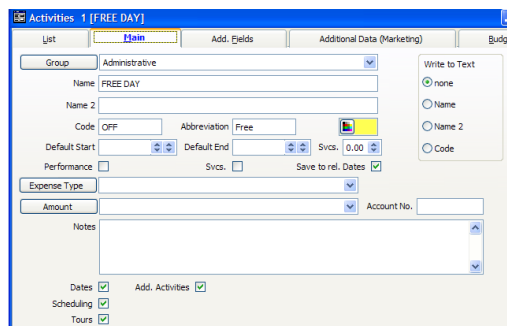 Activities 1 [FREE DAY]
List Main Add. Fields Additional Data (Marketing) Budg
Group Administrative Write to Text
Name FREE DAY none
Name 2 Name
Code OFF Abbreviation Free Name 2
Default Start Default End Svcs. 0.00 Code
Performance Svcs. Save to rel. Dates
Expense Type
Amount Account No.
Notes
Dates Add. Activities
Scheduling
Tours